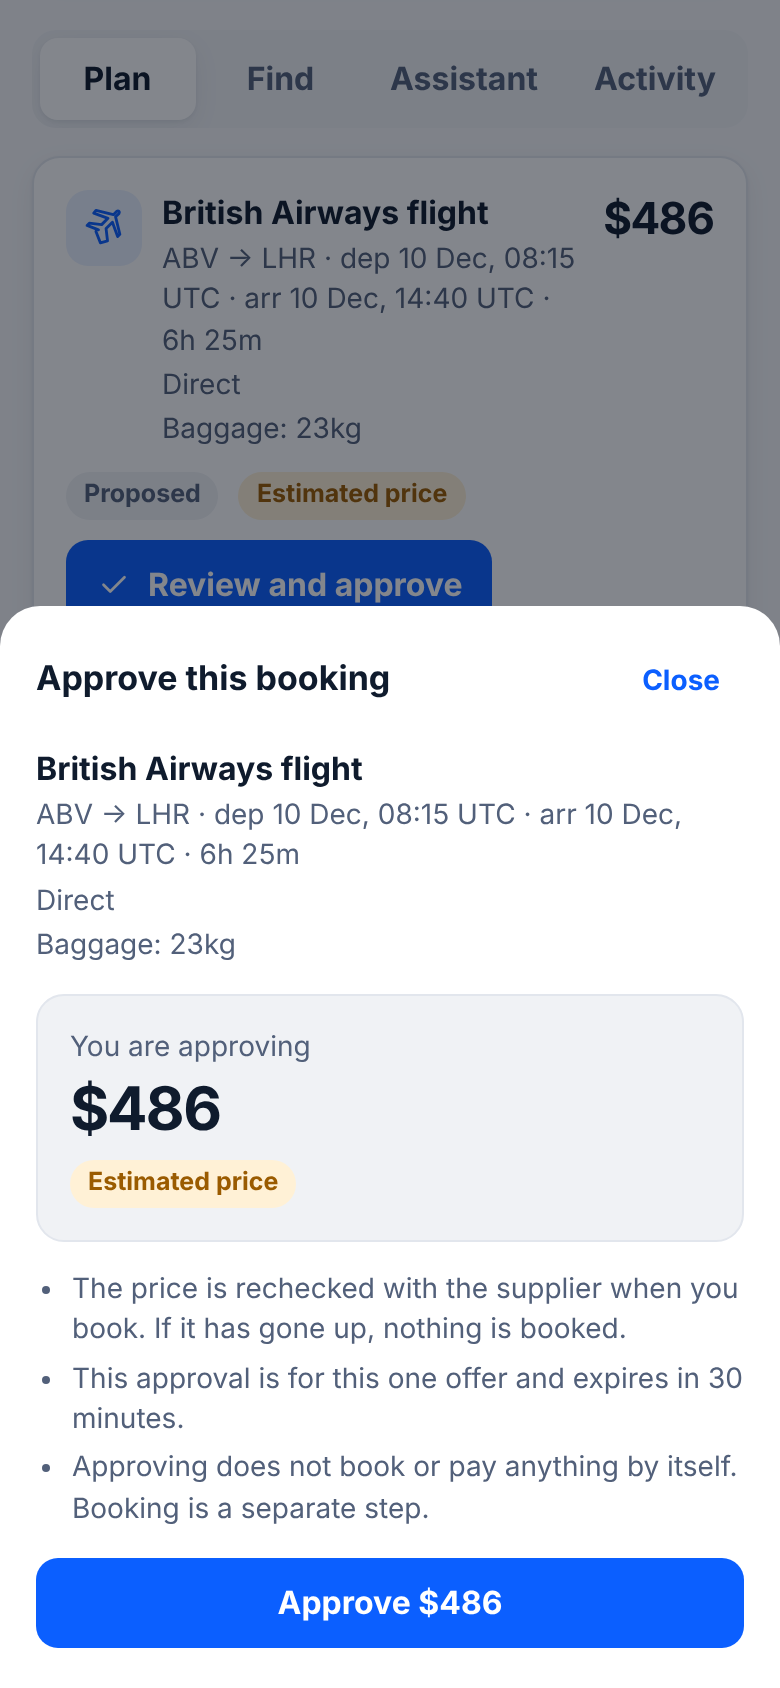 Plan Find Assistant Activity
British Airways flight $486
ABV → LHR · dep 10 Dec, 08:15
UTC · arr 10 Dec, 14:40 UTC ·
6h 25m
Direct
Baggage: 23kg
Proposed Estimated price
Review and approve
Approve this booking Close
British Airways flight
ABV → LHR · dep 10 Dec, 08:15 UTC · arr 10 Dec,
14:40 UTC · 6h 25m
Direct
Baggage: 23kg
You are approving
$486
Estimated price
• The price is rechecked with the supplier when you
book. If it has gone up, nothing is booked.
• This approval is for this one offer and expires in 30
minutes.
• Approving does not book or pay anything by itself.
Booking is a separate step.
Approve $486